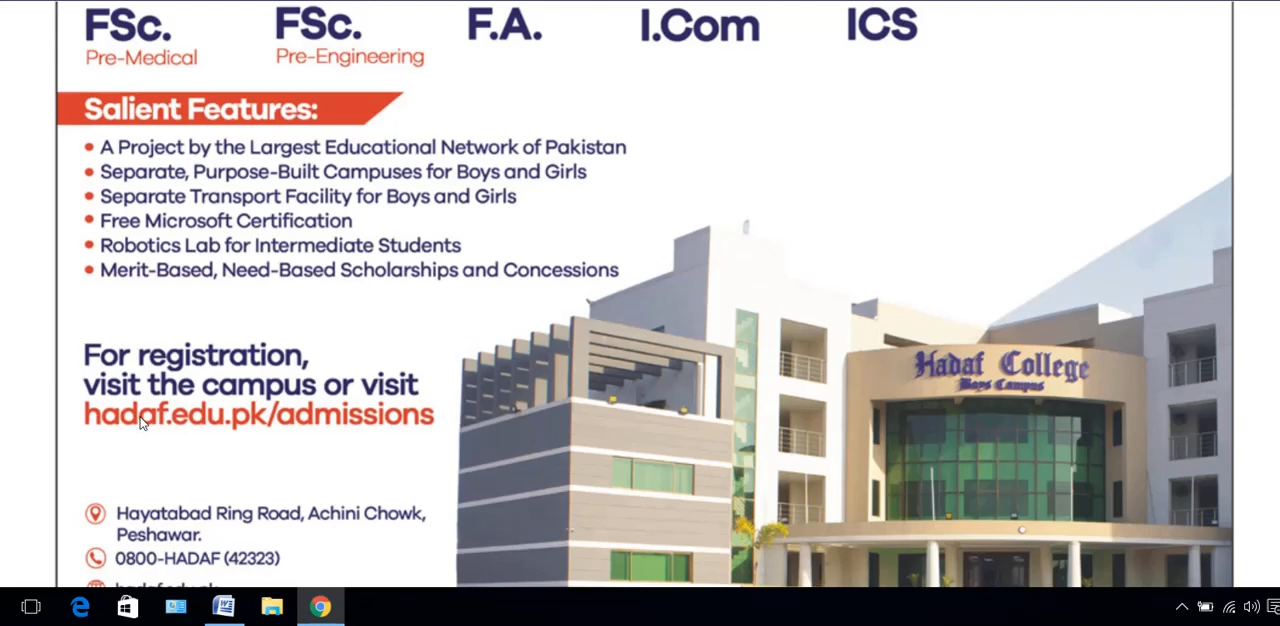 FSc.
Pre-Medical
FSc.
Pre-Engineering
F.A.
I.Com
ICS
Salient Features:
• A Project by the Largest Educational Network of Pakistan
• Separate, Purpose-Built Campuses for Boys and Girls
• Separate Transport Facility for Boys and Girls
• Free Microsoft Certification
• Robotics Lab for Intermediate Students
• Merit-Based, Need-Based Scholarships and Concessions
For registration,
visit the campus or visit
hadaf.edu.pk/admissions
Hadaf College
Boys Campus
Hayatabad Ring Road, Achini Chowk,
Peshawar.
0800-HADAF (42323)